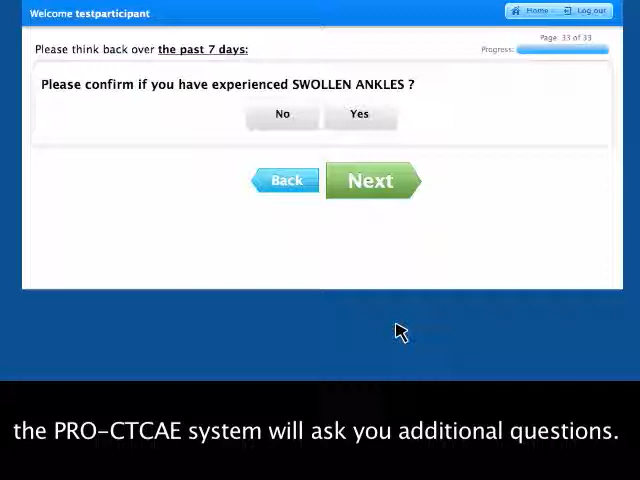 Welcome testparticipant
Home
Log out
Please think back over the past 7 days:
Page: 33 of 33
Progress:
Please confirm if you have experienced SWOLLEN ANKLES ?
No
Yes
Back
Next
the PRO-CTCAE system will ask you additional questions.